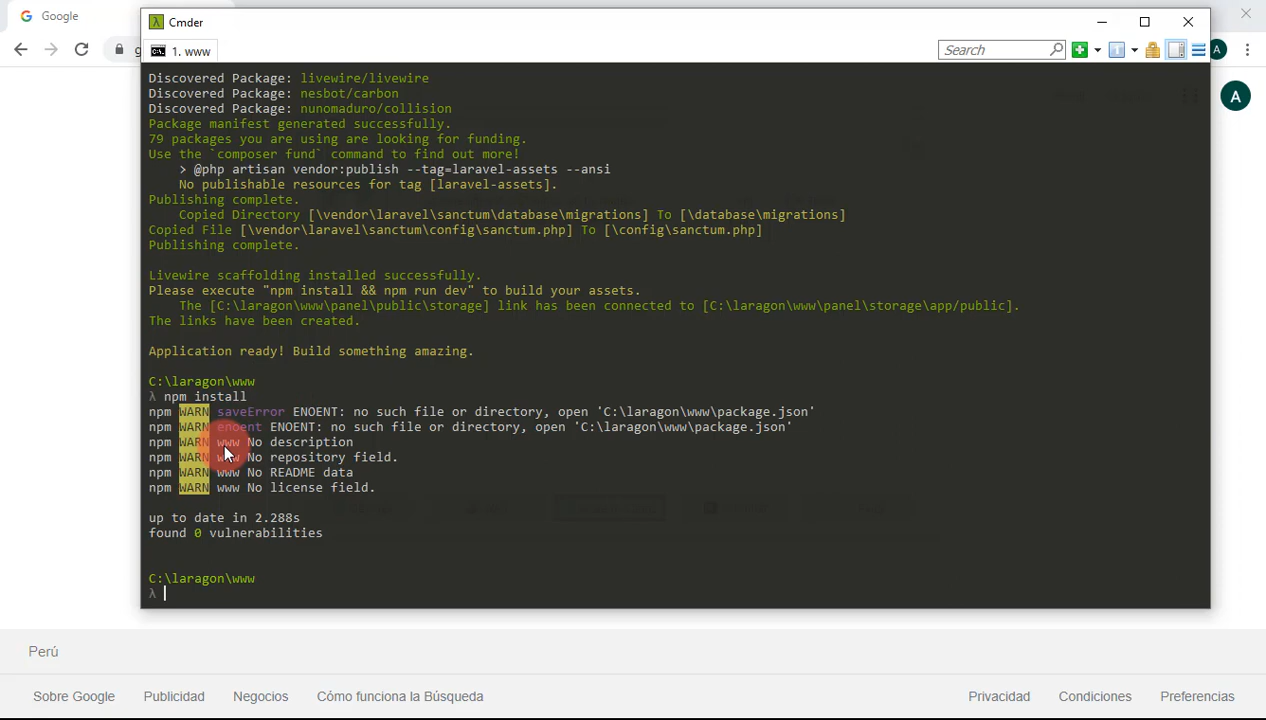 Google
Cmder
1. www
Search
g
A
A
Discovered Package: livewire/livewire
Discovered Package: nesbot/carbon
Discovered Package: nunomaduro/collision
Package manifest generated successfully.
79 packages you are using are looking for funding.
Use the `composer fund` command to find out more!
> @php artisan vendor:publish --tag=laravel-assets --ansi
No publishable resources for tag [laravel-assets].
Publishing complete.
Copied Directory [\vendor\laravel\sanctum\database\migrations] To [\database\migrations]
Copied File [\vendor\laravel\sanctum\config\sanctum.php] To [\config\sanctum.php]
Publishing complete.
Livewire scaffolding installed successfully.
Please execute "npm install && npm run dev" to build your assets.
The [C:\laragon\www\panel\public\storage] link has been connected to [C:\laragon\www\panel\storage\app/public].
The links have been created.
Application ready! Build something amazing.
C:\laragon\www
λ npm install
npm WARN saveError ENOENT: no such file or directory, open 'C:\laragon\www\package.json'
npm WARN enoent ENOENT: no such file or directory, open 'C:\laragon\www\package.json'
npm WARN www No description
npm WARN www No repository field.
npm WARN www No README data
npm WARN www No license field.
up to date in 2.288s
found 0 vulnerabilities
C:\laragon\www
λ
Perú
Sobre Google Publicidad Negocios Cómo funciona la Búsqueda Privacidad Condiciones Preferencias